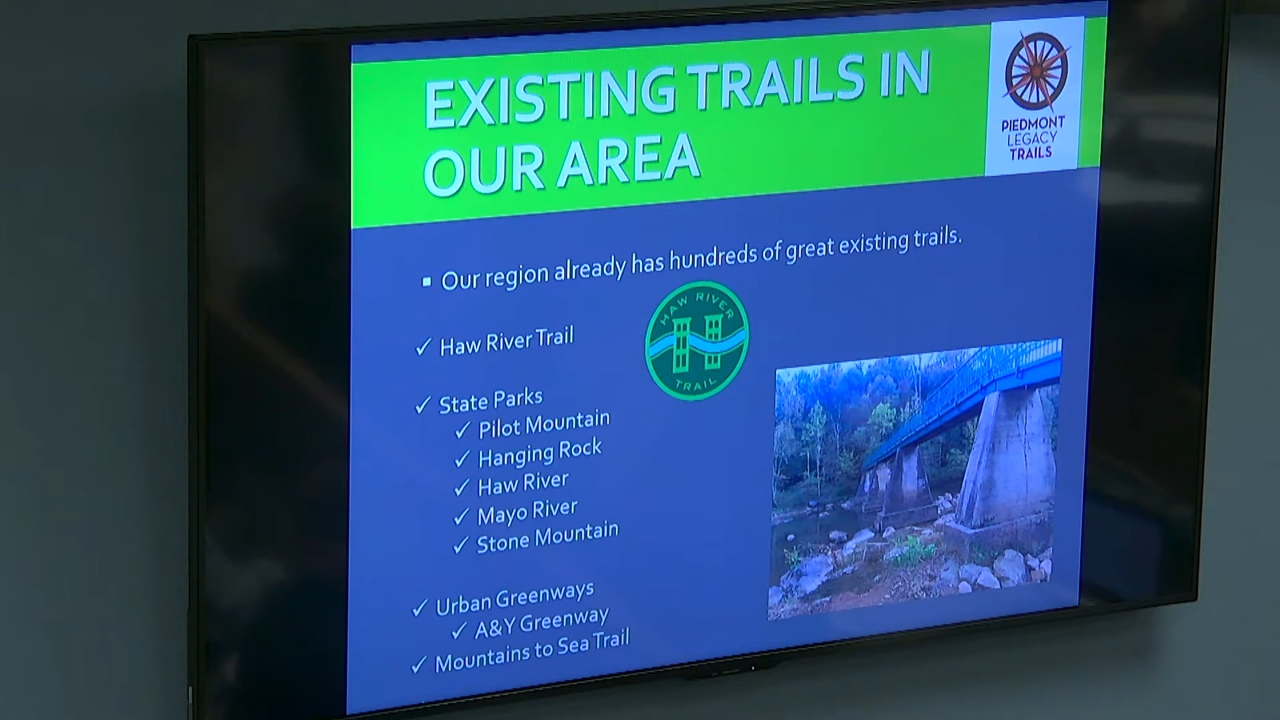 EXISTING TRAILS IN
OUR AREA
PIEDMONT
LEGACY
TRAILS
▪ Our region already has hundreds of great existing trails.
HAW RIVER
TRAIL
✓ Haw River Trail
✓ State Parks
✓ Pilot Mountain
✓ Hanging Rock
✓ Haw River
✓ Mayo River
✓ Stone Mountain
✓ Urban Greenways
✓ A&Y Greenway
✓ Mountains to Sea Trail